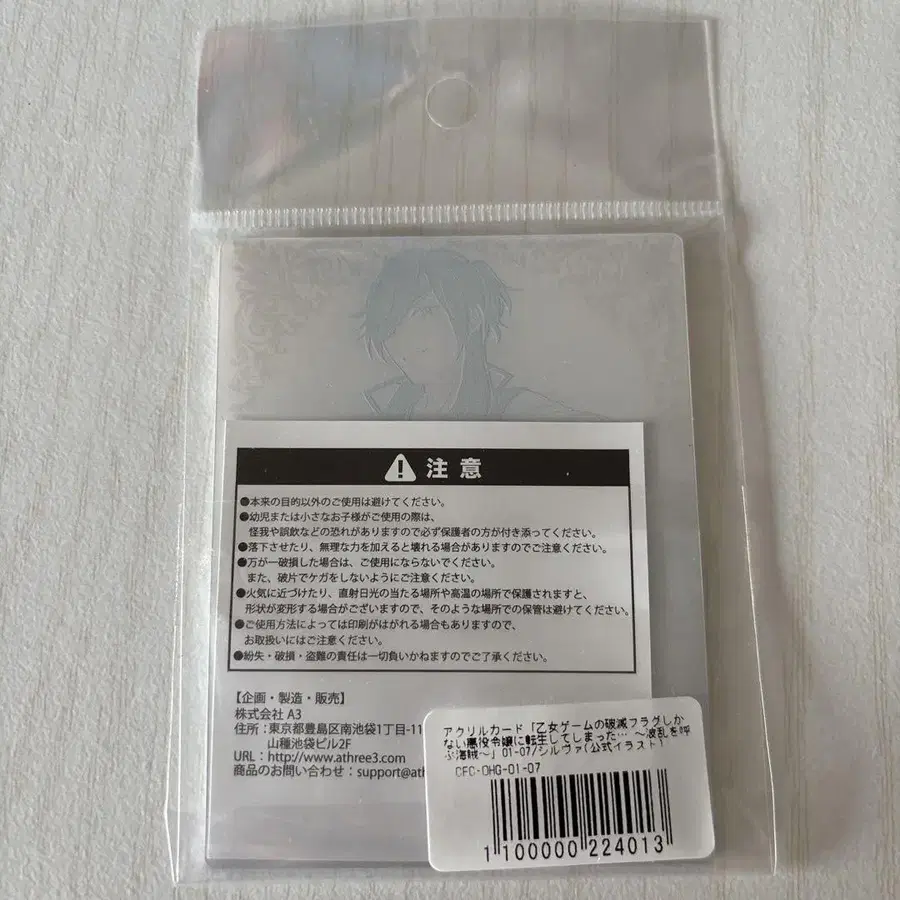 注意
●本来の目的以外のご使用は避けてください。
●幼児または小さなお子様がご使用の際は、
怪我や誤飲などの恐れがありますので必ず保護者の方が付き添ってください。
●落下させたり、無理な力を加えると壊れる場合がありますのでご注意ください。
●万が一破損した場合は、ご使用にならないでください。
また、破片でケガをしないようにご注意ください。
●火気に近づけたり、直射日光の当たる場所や高温の場所で保護されますと、
形状が変形する場合がございますので、そのような場所での保管は避けてください。
●ご使用方法によっては印刷がはがれる場合もありますので、
お取扱いにはご注意ください。
●紛失・破損・盗難の責任は一切負いかねますのでご了承ください。
【企画・製造・販売】
株式会社 A3
住所：東京都豊島区南池袋1丁目-11
山種池袋ビル2F
URL：http://www.athree3.com
商品のお問い合わせ：support@ath
アクリルカード「乙女ゲームの破滅フラグしか
ない悪役令嬢に転生してしまった… ～波乱を呼
ぶ海賊～」01-07/シルヴァ(公式イラスト)
CFC-OHG-01-07
1100000224013